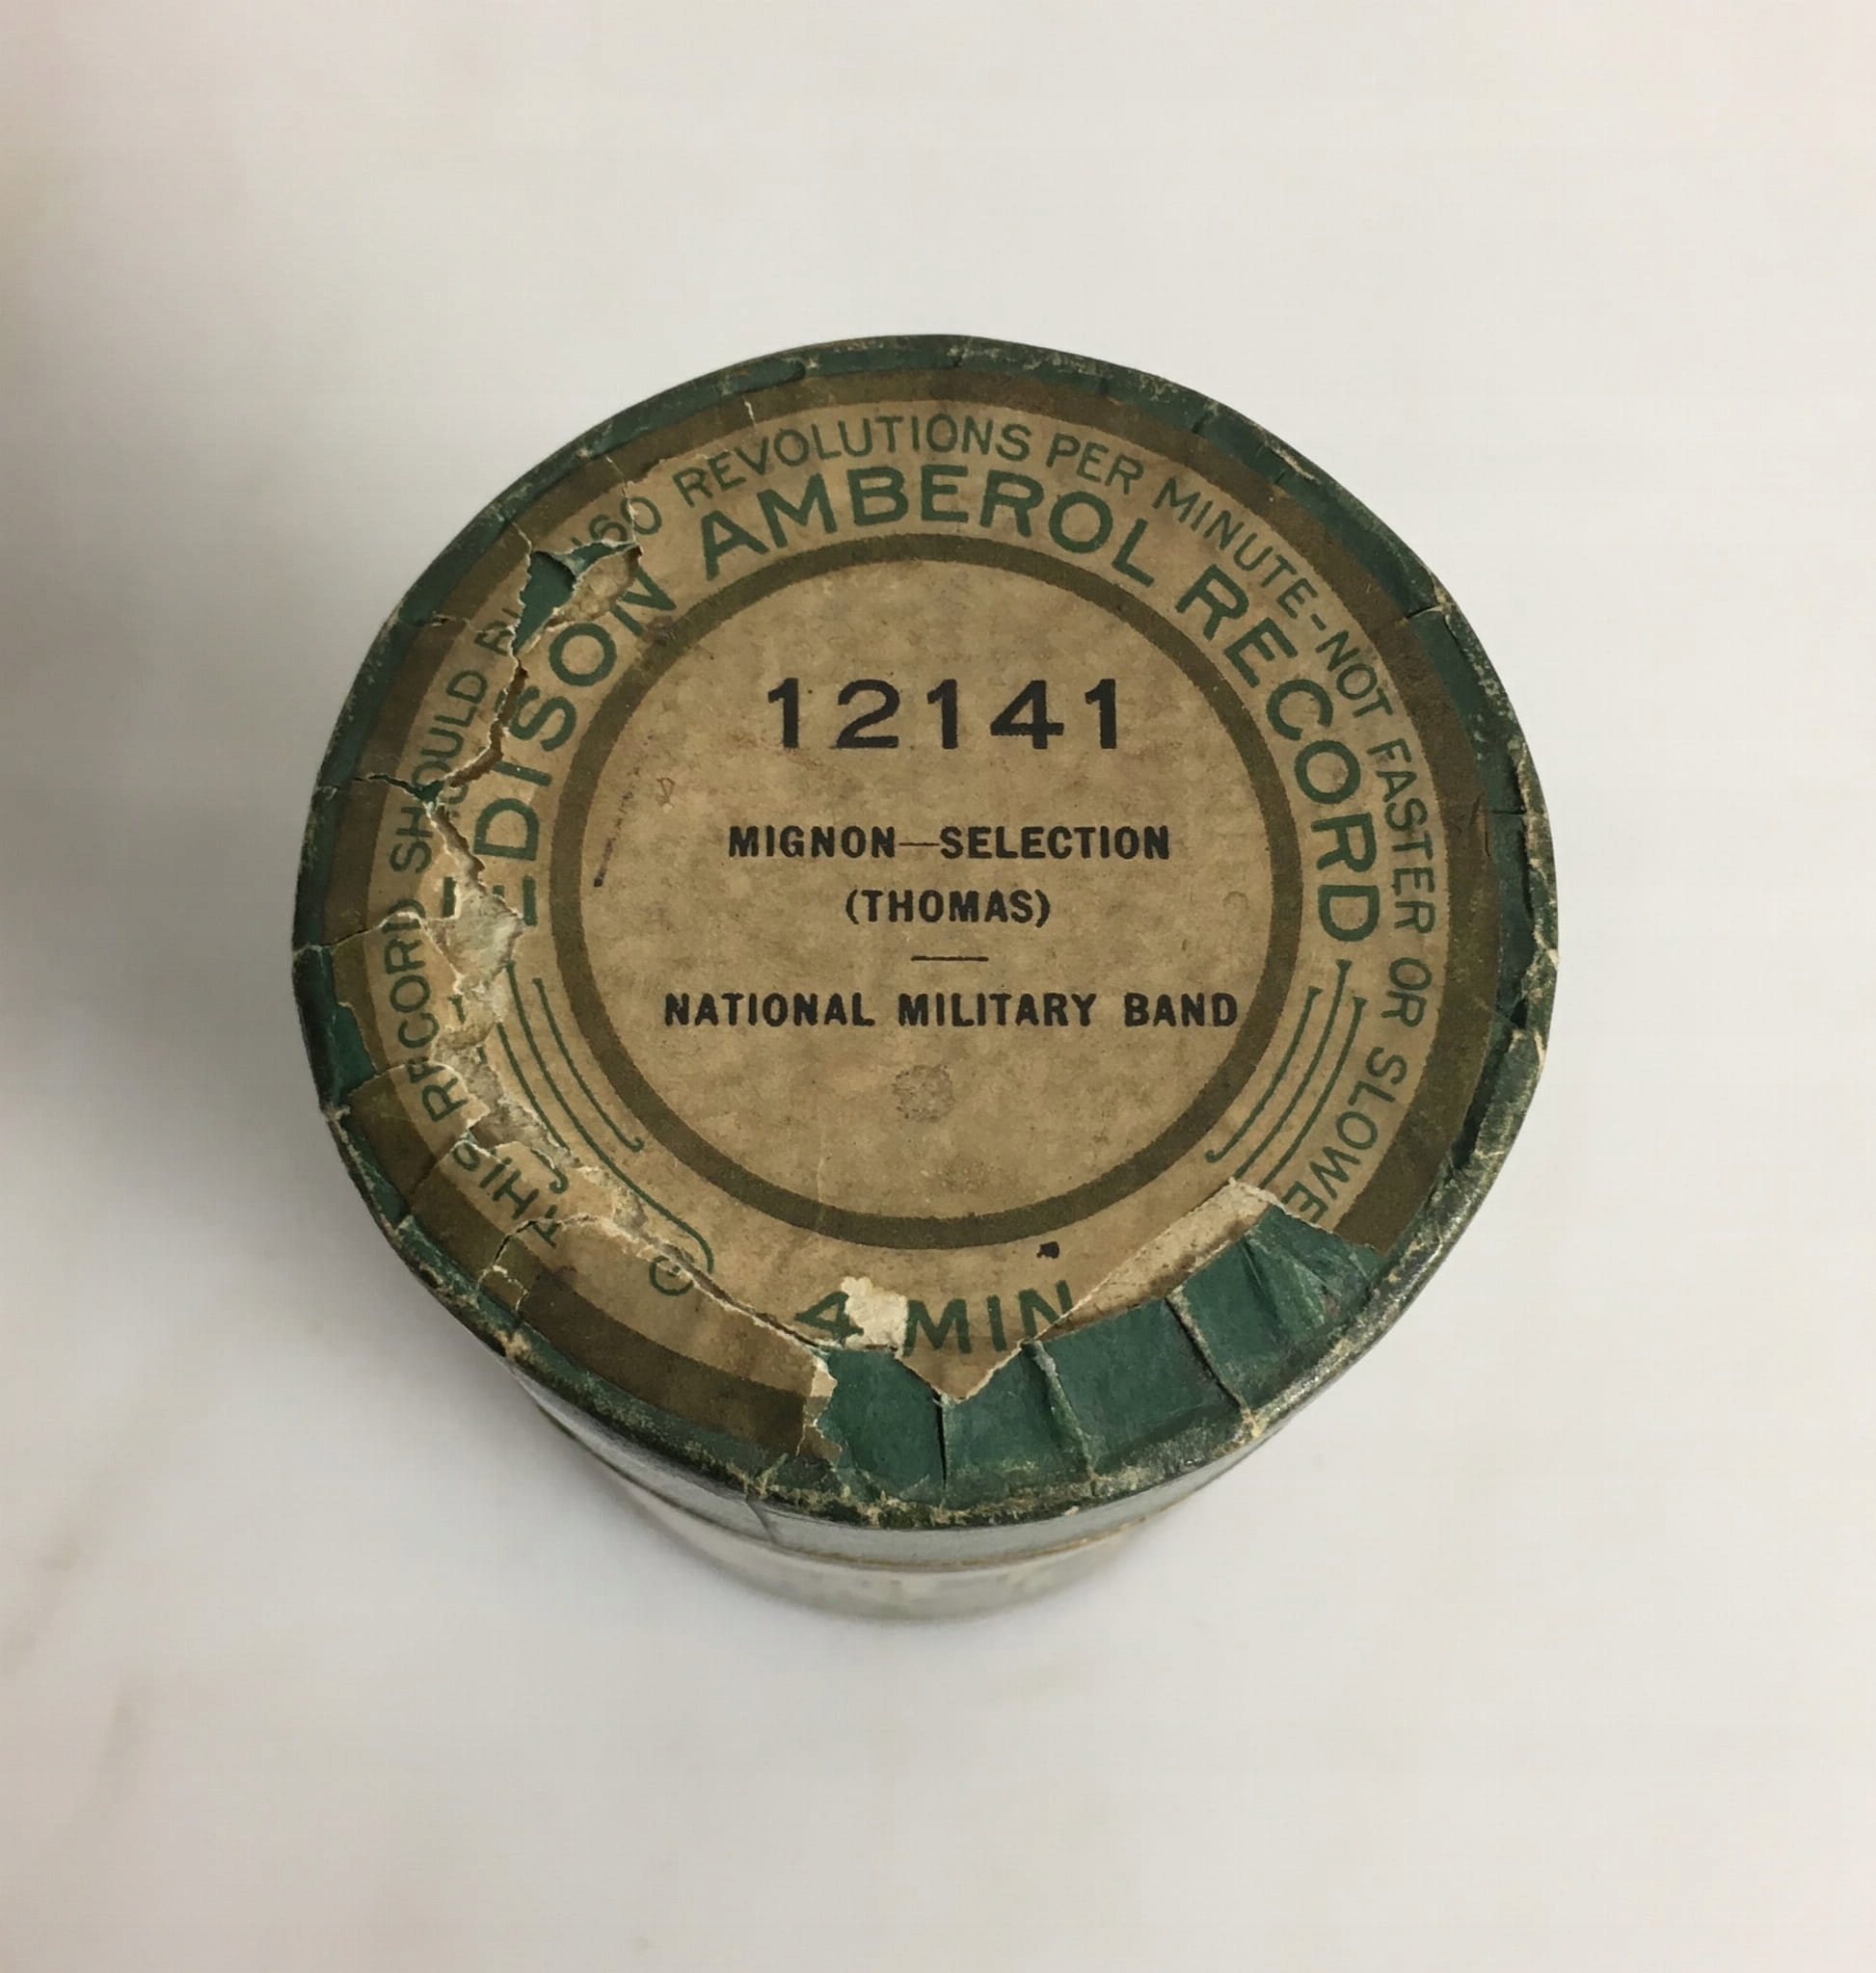 THIS RECORD SHOULD 160 REVOLUTIONS PER MINUTE-NOT FASTER OR SLOWE
EDISON AMBEROL RECORD
12141
MIGNON—SELECTION
(THOMAS)
NATIONAL MILITARY BAND
4 MIN